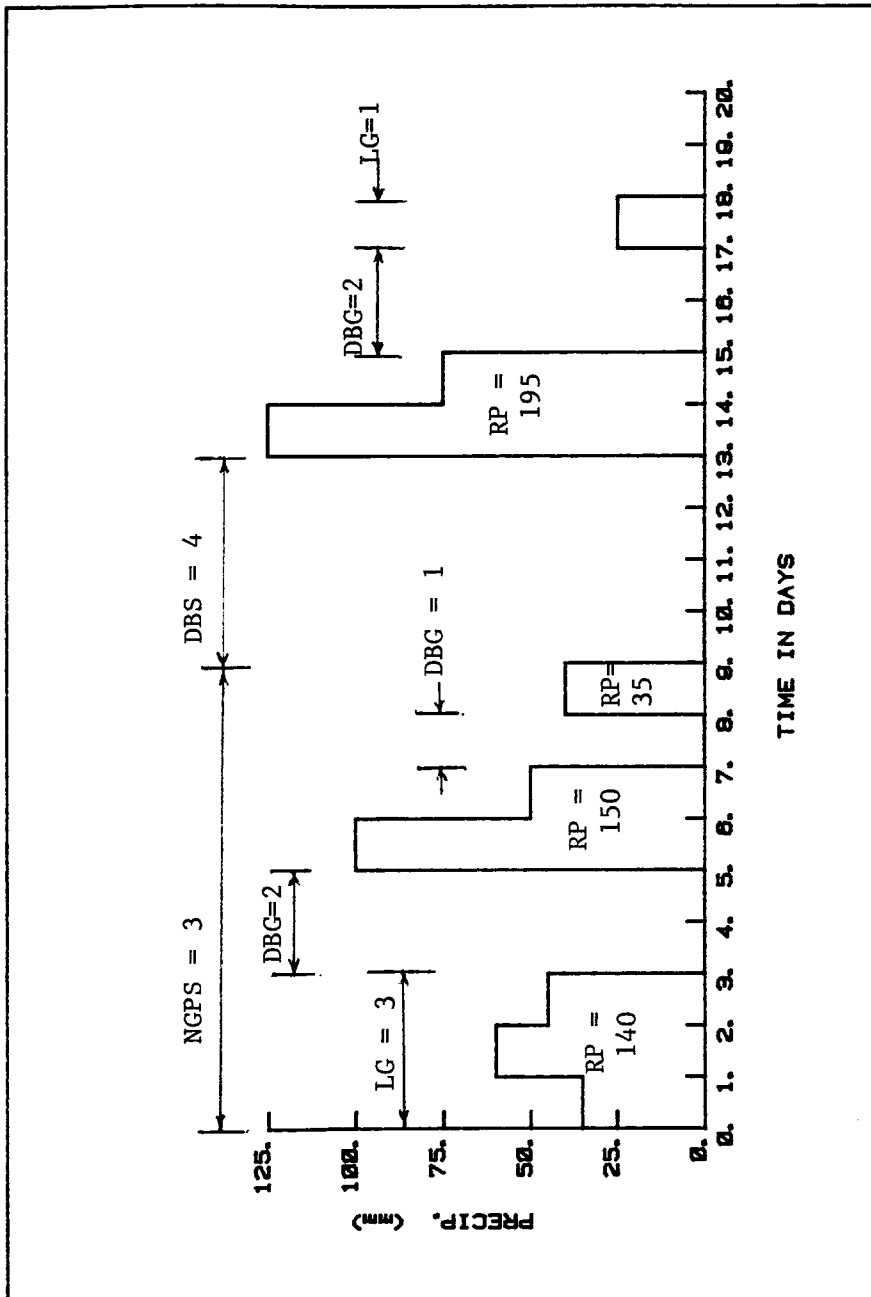 NGPS = 3
DBS = 4
DBG=2
DBG = 1
LG = 3
DBG=2
LG=1
RP =
140
RP =
150
RP=
35
RP =
195
PRECIP. (mm)
125.
100.
75.
50.
25.
0.
0. 1. 2. 3. 4. 5. 6. 7. 8. 9. 10. 11. 12. 13. 14. 15. 16. 17. 18. 19. 20.
TIME IN DAYS